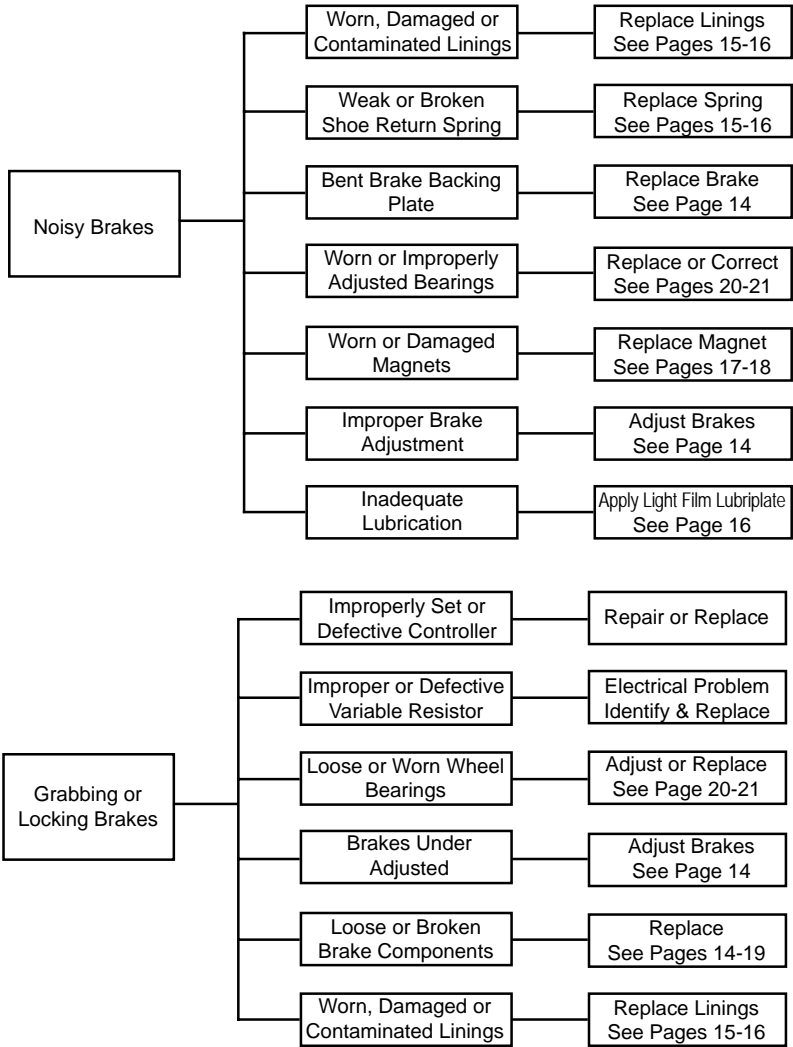 Noisy Brakes
Worn, Damaged or
Contaminated Linings
Replace Linings
See Pages 15-16
Weak or Broken
Shoe Return Spring
Replace Spring
See Pages 15-16
Bent Brake Backing
Plate
Replace Brake
See Page 14
Worn or Improperly
Adjusted Bearings
Replace or Correct
See Pages 20-21
Worn or Damaged
Magnets
Replace Magnet
See Pages 17-18
Improper Brake
Adjustment
Adjust Brakes
See Page 14
Inadequate
Lubrication
Apply Light Film Lubriplate
See Page 16
Grabbing or
Locking Brakes
Improperly Set or
Defective Controller
Repair or Replace
Improper or Defective
Variable Resistor
Electrical Problem
Identify & Replace
Loose or Worn Wheel
Bearings
Adjust or Replace
See Page 20-21
Brakes Under
Adjusted
Adjust Brakes
See Page 14
Loose or Broken
Brake Components
Replace
See Pages 14-19
Worn, Damaged or
Contaminated Linings
Replace Linings
See Pages 15-16